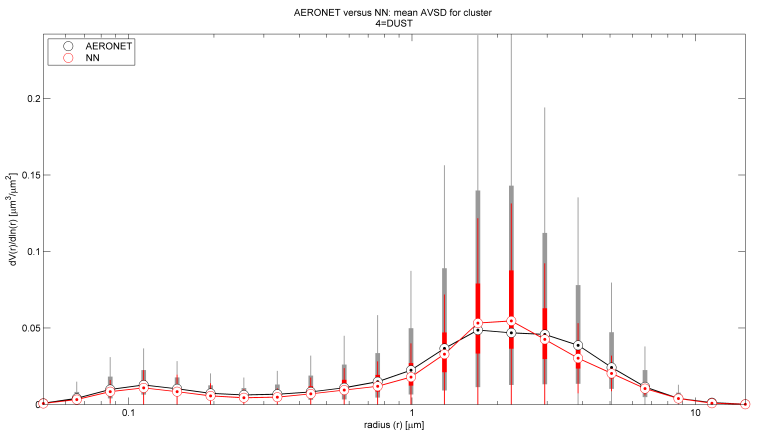 AERONET versus NN: mean AVSD for cluster
4=DUST
AERONET
NN
0.2
0.15
0.1
0.05
0
dV(r)/dln(r) [μm³/μm²]
0.1
1
10
radius (r) [μm]